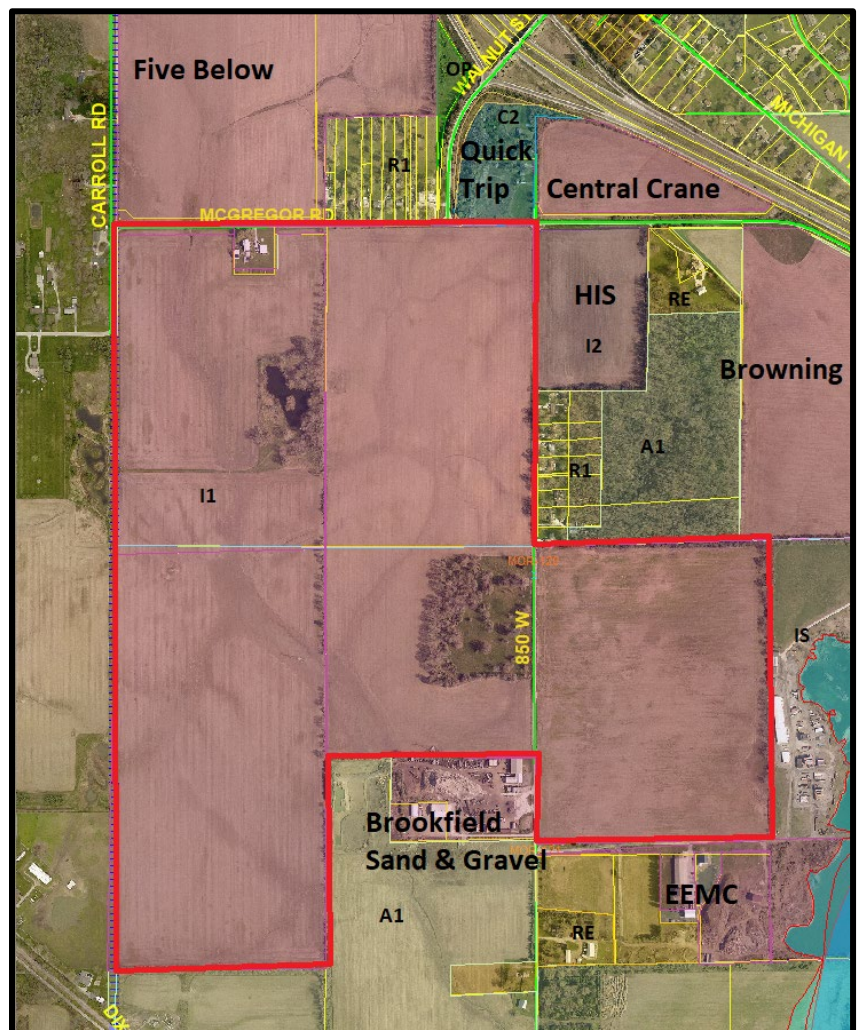 Five Below
OP
WALNUT ST
CARROLL RD
C2
MICHIGAN
R1
Quick
Trip
Central Crane
MCGREGOR RD
HIS
RE
I2
Browning
A1
R1
I1
850 W
IS
Brookfield
Sand & Gravel
EEMC
A1
RE
DIX